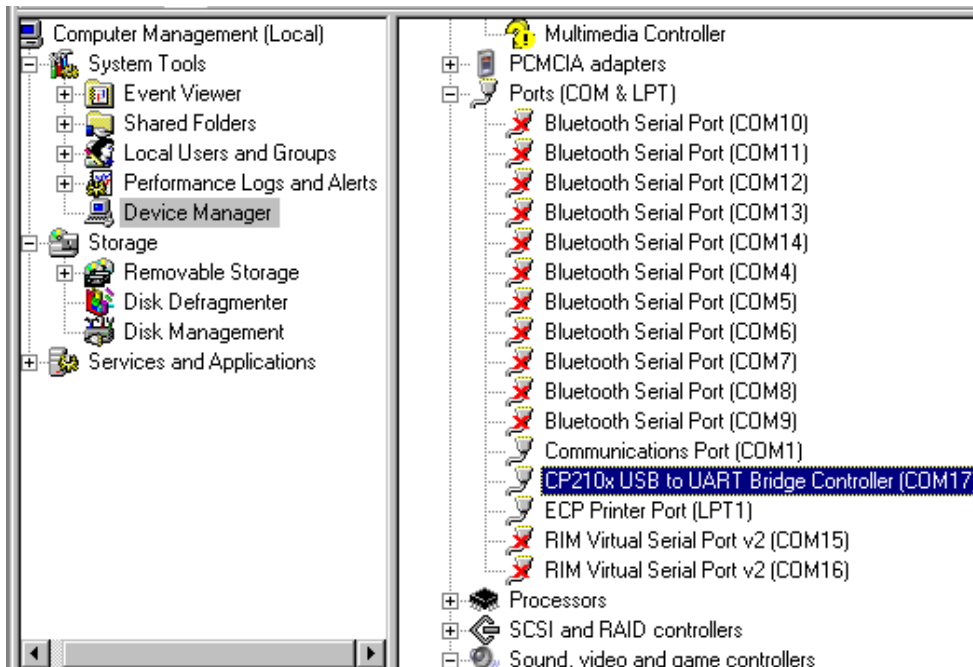 Computer Management (Local)
System Tools
Event Viewer
Shared Folders
Local Users and Groups
Performance Logs and Alerts
Device Manager
Storage
Removable Storage
Disk Defragmenter
Disk Management
Services and Applications
Multimedia Controller
PCMCIA adapters
Ports (COM & LPT)
Bluetooth Serial Port (COM10)
Bluetooth Serial Port (COM11)
Bluetooth Serial Port (COM12)
Bluetooth Serial Port (COM13)
Bluetooth Serial Port (COM14)
Bluetooth Serial Port (COM4)
Bluetooth Serial Port (COM5)
Bluetooth Serial Port (COM6)
Bluetooth Serial Port (COM7)
Bluetooth Serial Port (COM8)
Bluetooth Serial Port (COM9)
Communications Port (COM1)
CP210x USB to UART Bridge Controller (COM17
ECP Printer Port (LPT1)
RIM Virtual Serial Port v2 (COM15)
RIM Virtual Serial Port v2 (COM16)
Processors
SCSI and RAID controllers
Sound, video and game controllers